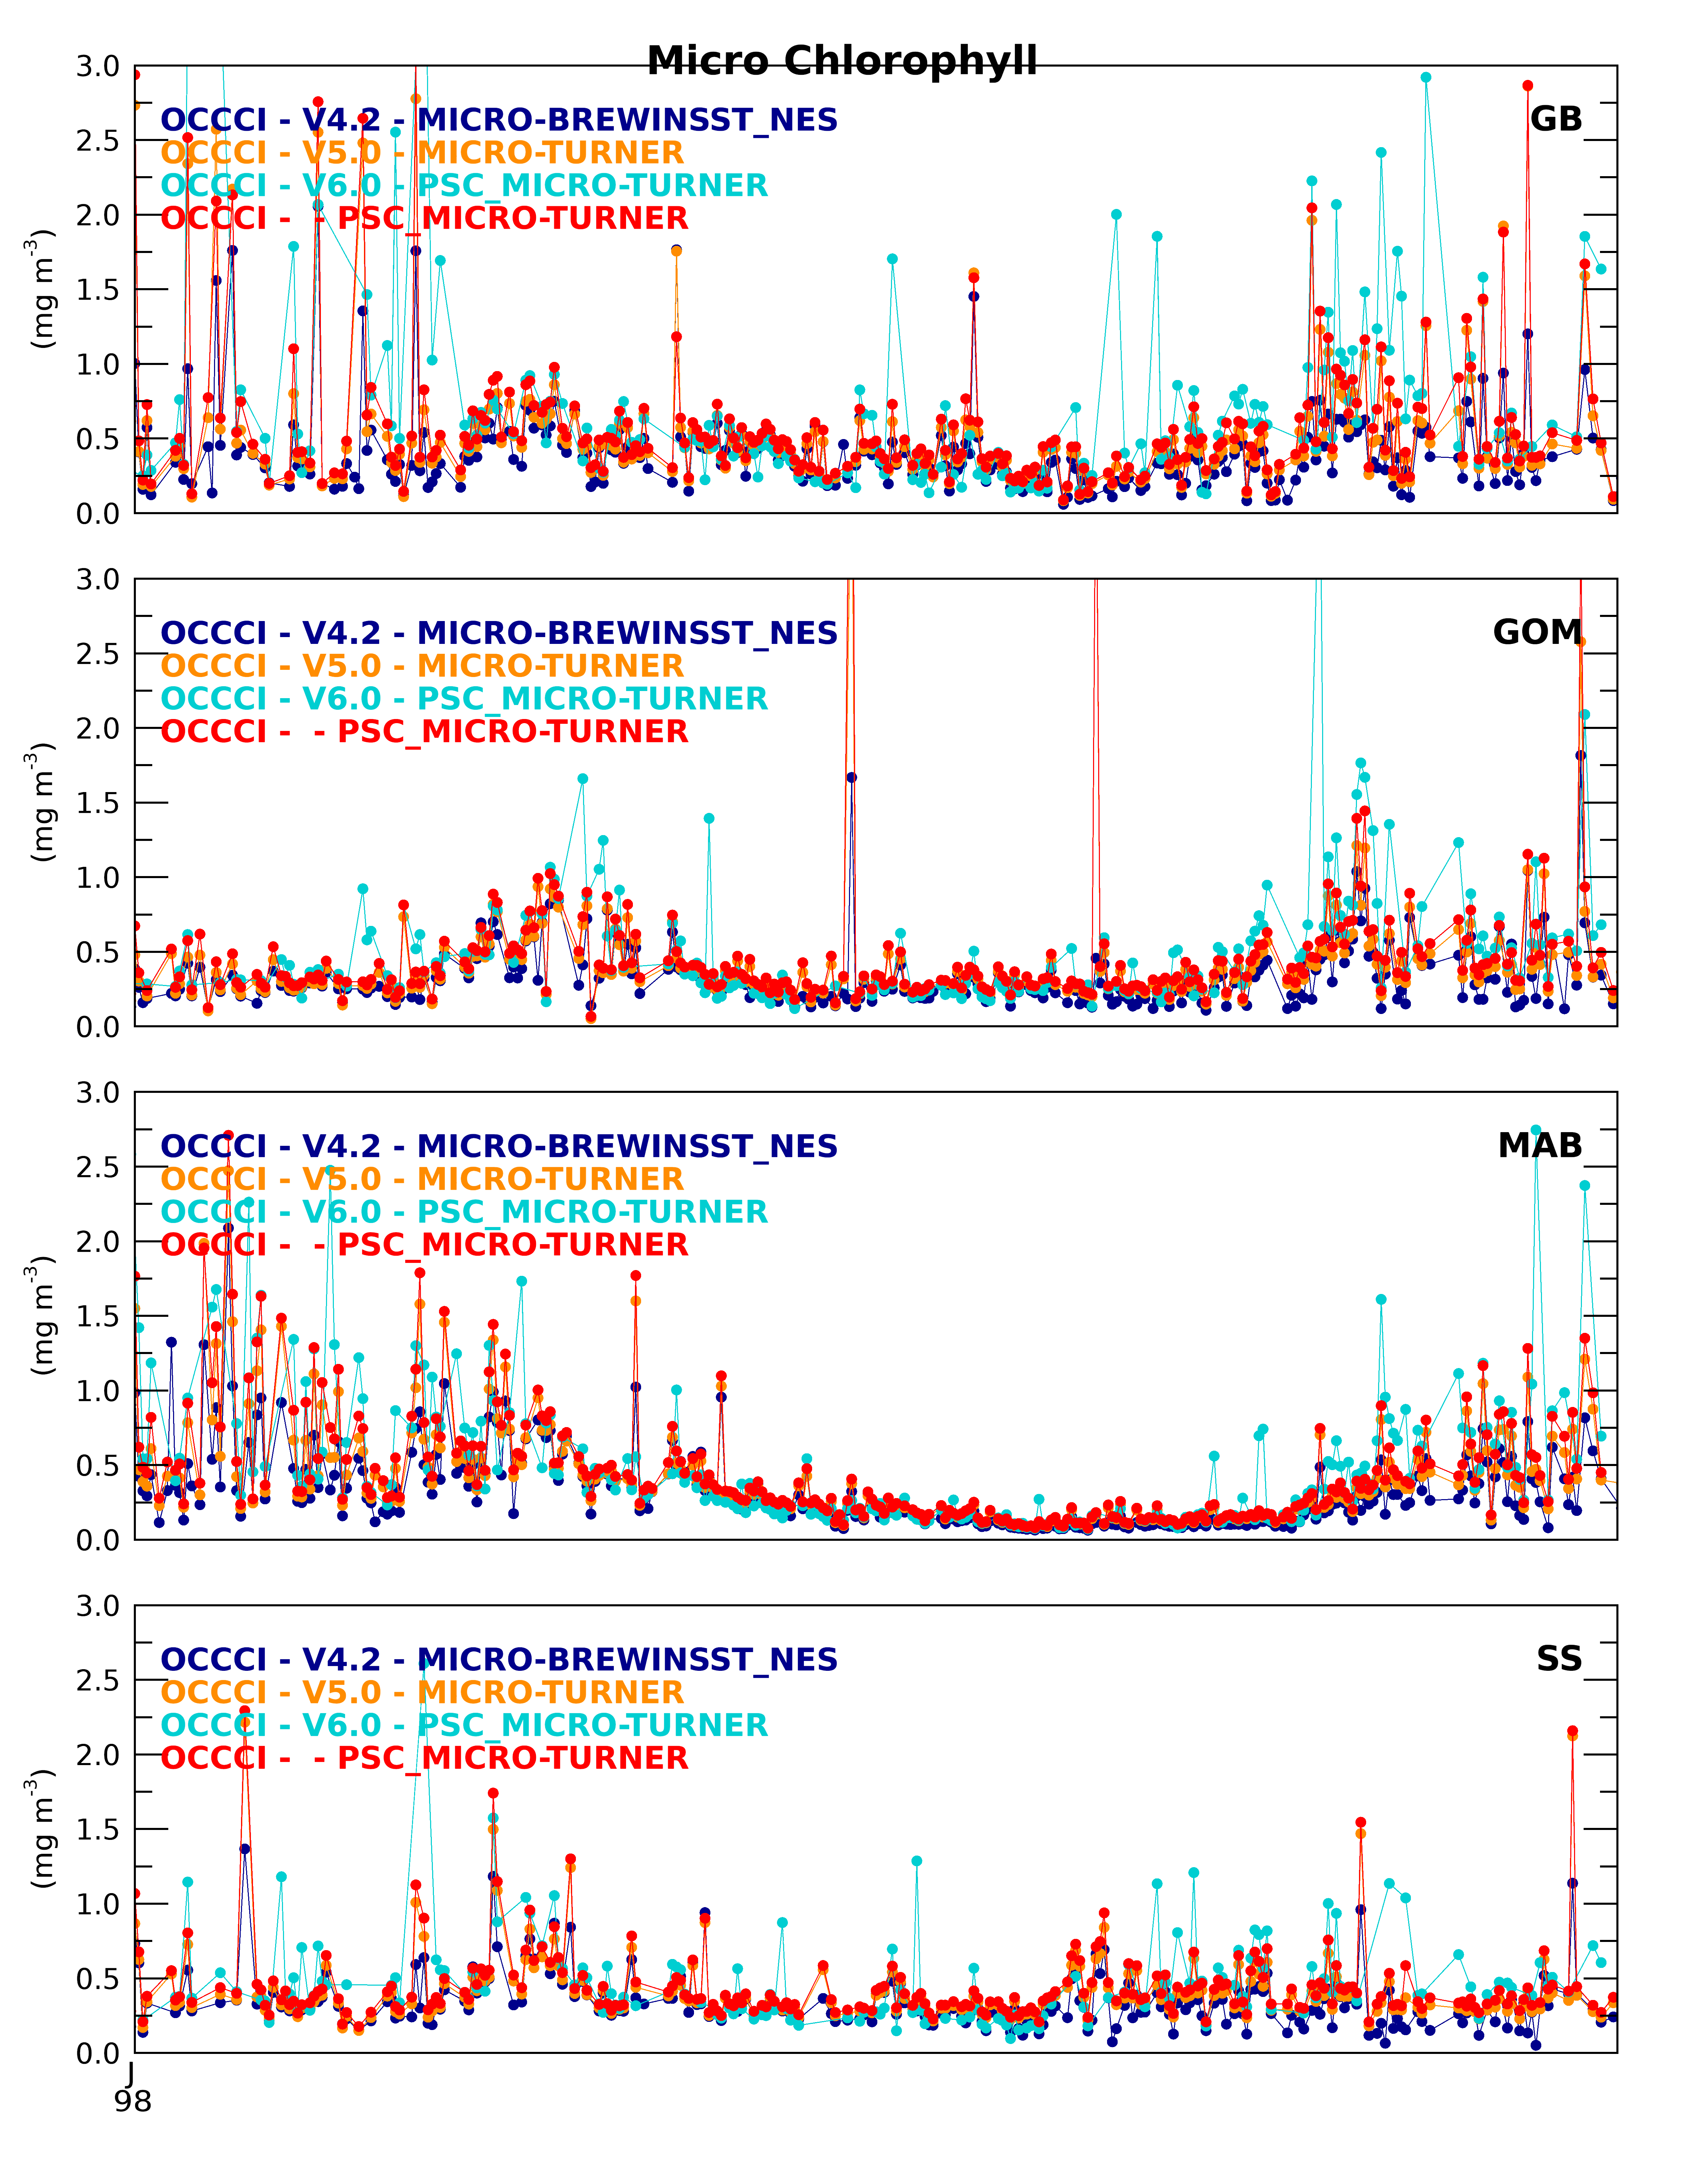 Micro Chlorophyll
3.0
2.5
2.0
1.5
1.0
0.5
0.0
(mg m-3)
OCCCI - V4.2 - MICRO-BREWINSST_NES
OCCCI - V5.0 - MICRO-TURNER
OCCCI - V6.0 - PSC_MICRO-TURNER
OCCCI -  - PSC_MICRO-TURNER
GB
3.0
2.5
2.0
1.5
1.0
0.5
0.0
(mg m-3)
OCCCI - V4.2 - MICRO-BREWINSST_NES
OCCCI - V5.0 - MICRO-TURNER
OCCCI - V6.0 - PSC_MICRO-TURNER
OCCCI -  - PSC_MICRO-TURNER
GOM
3.0
2.5
2.0
1.5
1.0
0.5
0.0
(mg m-3)
OCCCI - V4.2 - MICRO-BREWINSST_NES
OCCCI - V5.0 - MICRO-TURNER
OCCCI - V6.0 - PSC_MICRO-TURNER
OCCCI -  - PSC_MICRO-TURNER
MAB
3.0
2.5
2.0
1.5
1.0
0.5
0.0
(mg m-3)
OCCCI - V4.2 - MICRO-BREWINSST_NES
OCCCI - V5.0 - MICRO-TURNER
OCCCI - V6.0 - PSC_MICRO-TURNER
OCCCI -  - PSC_MICRO-TURNER
SS
J
98